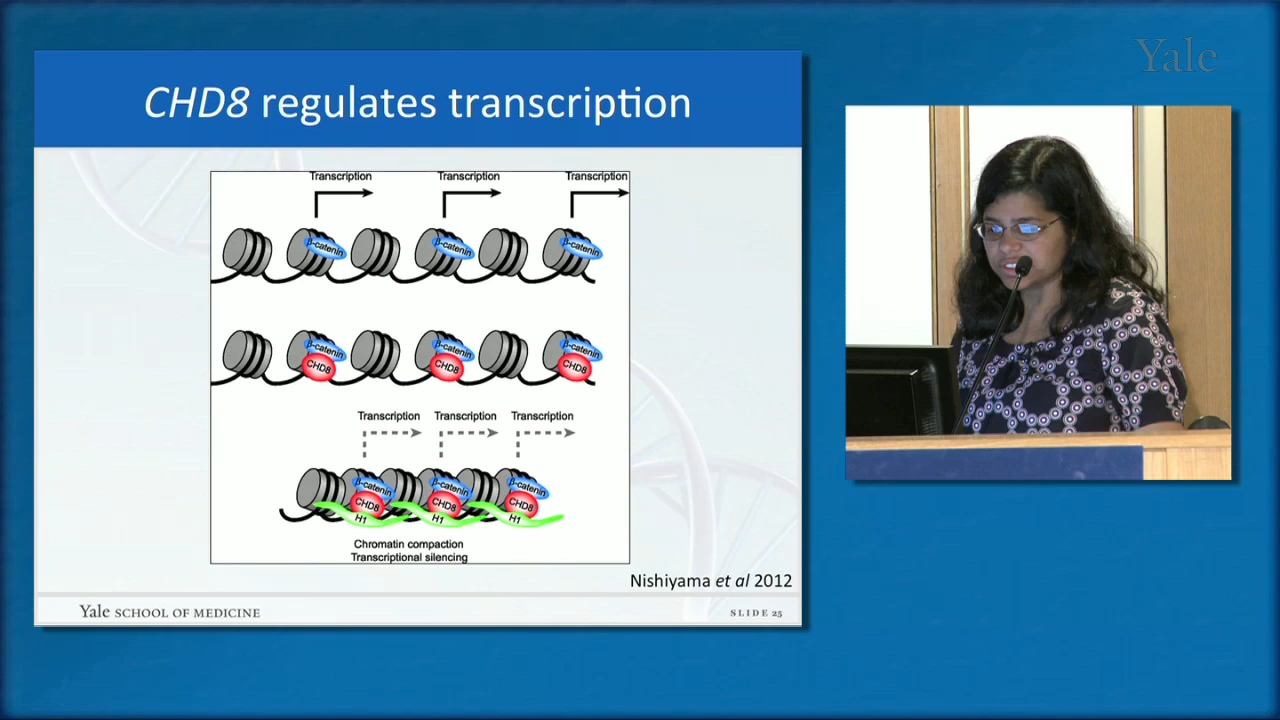 Yale
CHD8 regulates transcription
Transcription Transcription Transcription
β-catenin β-catenin β-catenin
β-catenin β-catenin β-catenin
CHD8 CHD8 CHD8
Transcription Transcription Transcription
β-catenin β-catenin β-catenin
CHD8 CHD8 CHD8
H1 H1 H1
Chromatin compaction
Transcriptional silencing
Nishiyama et al 2012
Yale SCHOOL OF MEDICINE
SLIDE 25